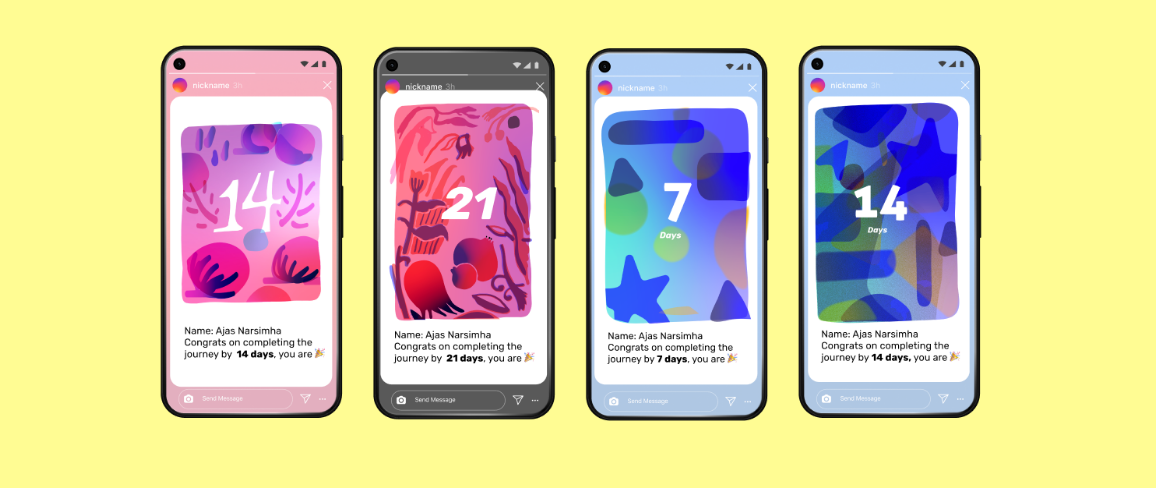 nickname 3h
14
Name: Ajas Narsimha
Congrats on completing the
journey by 14 days, you are 🎉
Send Message
nickname 3h
21
Name: Ajas Narsimha
Congrats on completing the
journey by 21 days, you are 🎉
Send Message
nickname 3h
7
Days
Name: Ajas Narsimha
Congrats on completing the
journey by 7 days, you are 🎉
Send Message
nickname 3h
14
Days
Name: Ajas Narsimha
Congrats on completing the
journey by 14 days, you are 🎉
Send Message